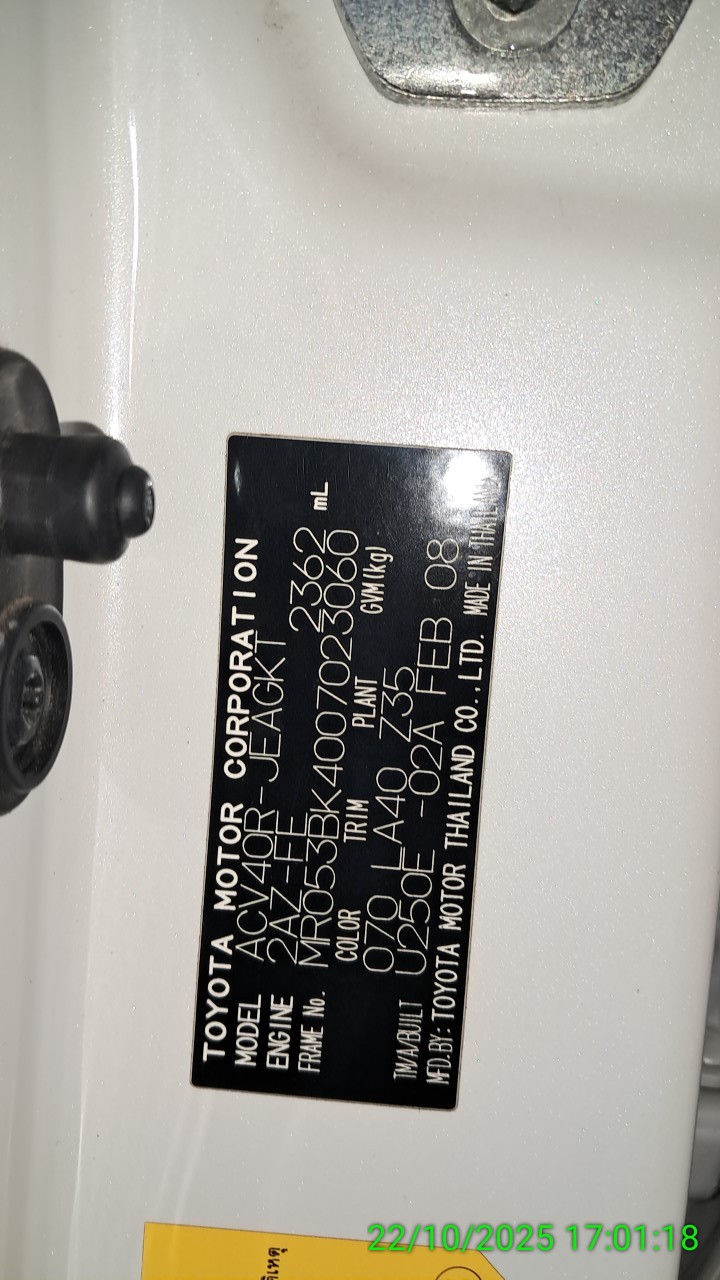 TOYOTA MOTOR CORPORATION
MODEL ACV40R-JEAGKT
ENGINE 2AZ-FE 2362 mL
FRAME No. MR053BK4007023060
COLOR TRIM PLANT GVM(kg)
070 LA40 Z35
TM/A/BUILT U250E -02A FEB 08
MFD.BY: TOYOTA MOTOR THAILAND CO.,LTD. MADE IN THAILAND
22/10/2025 17:01:18